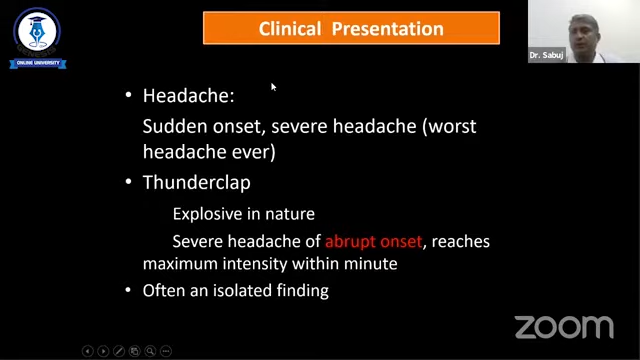 Clinical Presentation
ONLINE UNIVERSITY
Dr. Sabuj
• Headache:
Sudden onset, severe headache (worst
headache ever)
• Thunderclap
Explosive in nature
Severe headache of abrupt onset, reaches
maximum intensity within minute
• Often an isolated finding
zoom